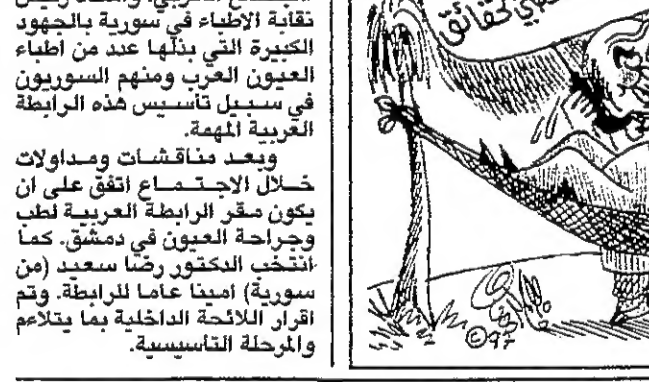 نقابة الاطباء في سورية بالجهود
الكبيرة التي بذلها عدد من اطباء
العيون العرب ومنهم السوريون
في سبيل تأسيس هذه الرابطة
العربية المهمة.
وبعد مناقشات ومداولات
خلال الاجتماع اتفق على ان
يكون مقر الرابطة العربية لطب
وجراحة العيون في دمشق. كما
انتخب الدكتور رضا سعيد (من
سورية) امينا عاما للرابطة. وتم
اقرار اللائحة الداخلية بما يتلاءم
والمرحلة التأسيسية.
©97